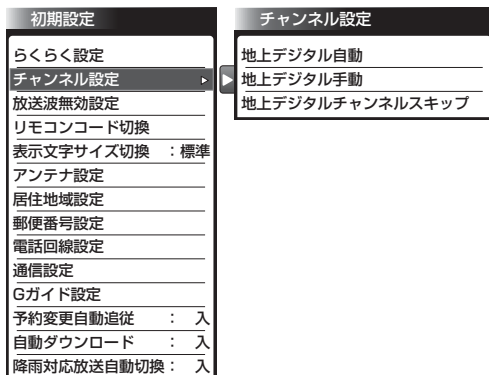 初期設定
らくらく設定
チャンネル設定
放送波無効設定
リモコンコード切換
表示文字サイズ切換 ：標準
アンテナ設定
居住地域設定
郵便番号設定
電話回線設定
通信設定
Gガイド設定
予約変更自動追従 ： 入
自動ダウンロード ： 入
降雨対応放送自動切換： 入
チャンネル設定
地上デジタル自動
地上デジタル手動
地上デジタルチャンネルスキップ